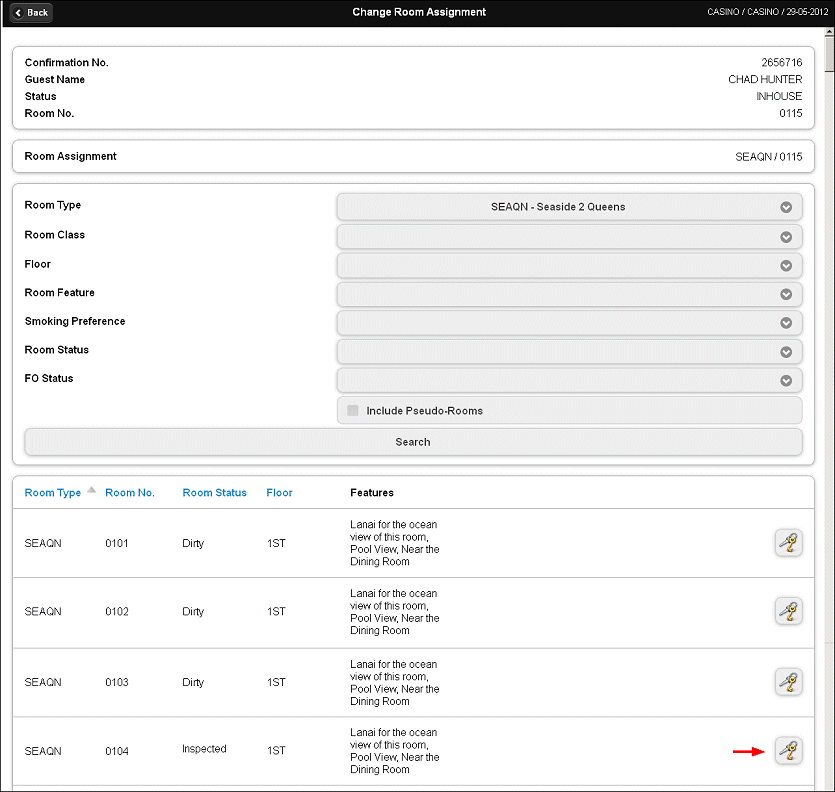 Back
Change Room Assignment
CASINO / CASINO / 29-05-2012
Confirmation No. 2656716
Guest Name CHAD HUNTER
Status INHOUSE
Room No. 0115
Room Assignment SEAQN / 0115
Room Type SEAQN - Seaside 2 Queens
Room Class
Floor
Room Feature
Smoking Preference
Room Status
FO Status
Include Pseudo-Rooms
Search
Room Type Room No. Room Status Floor Features
SEAQN 0101 Dirty 1ST
Lanai for the ocean
view of this room,
Pool View, Near the
Dining Room
SEAQN 0102 Dirty 1ST
Lanai for the ocean
view of this room,
Pool View, Near the
Dining Room
SEAQN 0103 Dirty 1ST
Lanai for the ocean
view of this room,
Pool View, Near the
Dining Room
SEAQN 0104 Inspected 1ST
Lanai for the ocean
view of this room,
Pool View, Near the
Dining Room